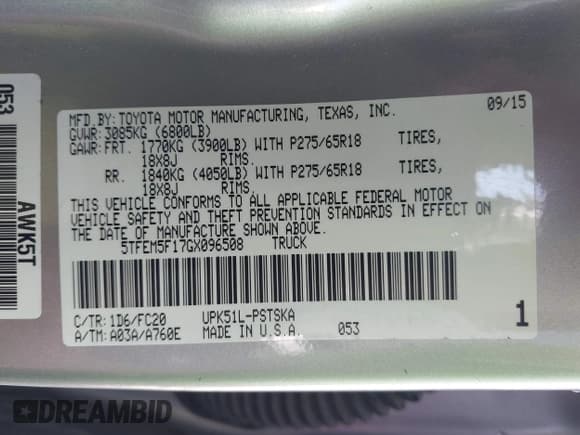 053
AWK5T
MFD.BY:TOYOTA MOTOR MANUFACTURING, TEXAS, INC. 09/15
GVWR:3085KG (6800LB)
GAWR:FRT. 1770KG (3900LB) WITH P275/65R18 TIRES,
18X8J RIMS.
RR. 1840KG (4050LB) WITH P275/65R18 TIRES,
18X8J RIMS.
THIS VEHICLE CONFORMS TO ALL APPLICABLE FEDERAL MOTOR
VEHICLE SAFETY AND THEFT PREVENTION STANDARDS IN EFFECT ON
THE DATE OF MANUFACTURE SHOWN ABOVE.
5TFEM5F17GX096508 TRUCK
C/TR:1D6/FC20 UPK51L-PSTSKA
A/TM:A03A/A760E MADE IN U.S.A. 053
1
DREAMBID